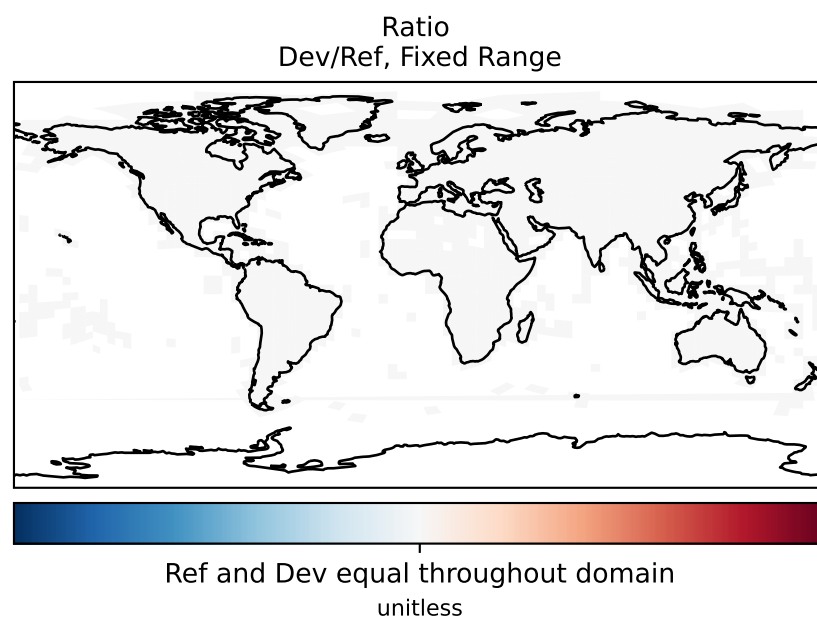 Ratio
Dev/Ref, Fixed Range
Ref and Dev equal throughout domain
unitless